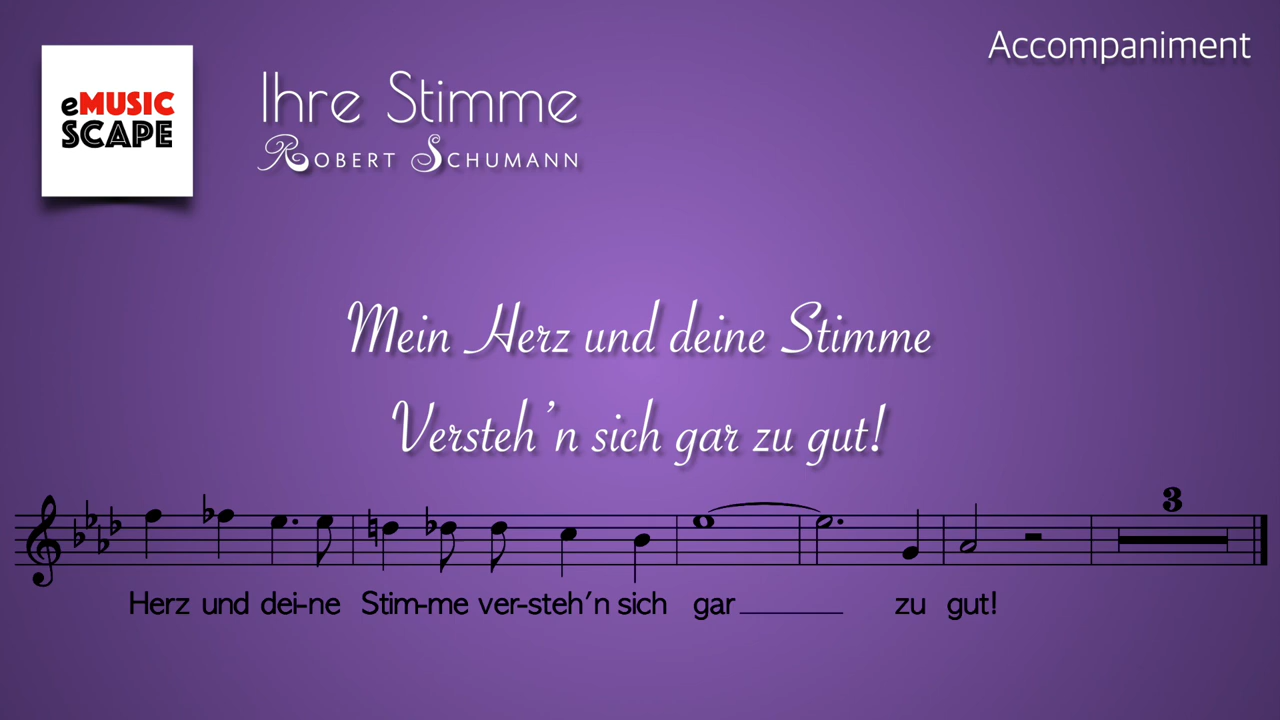 Accompaniment
eMUSIC
SCAPE
Ihre Stimme
ROBERT SCHUMANN
Mein Herz und deine Stimme
Versteh'n sich gar zu gut!
3
Herz und dei-ne Stim-me ver-steh'n sich gar ______ zu gut!